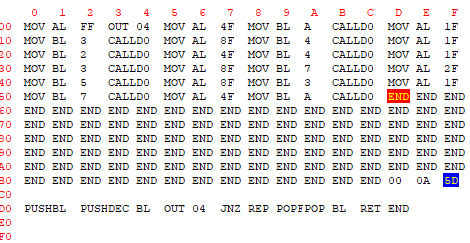 0 1 2 3 4 5 6 7 8 9 A B C D E F
00 MOV AL FF OUT 04 MOV AL 4F MOV BL A CALLD0 MOV AL 1F
10 MOV BL 3 CALLD0 MOV AL 8F MOV BL 4 CALLD0 MOV AL 1F
20 MOV BL 2 CALLD0 MOV AL 4F MOV BL 4 CALLD0 MOV AL 1F
30 MOV BL 3 CALLD0 MOV AL 8F MOV BL 7 CALLD0 MOV AL 2F
40 MOV BL 5 CALLD0 MOV AL 8F MOV BL 3 CALLD0 MOV AL 1F
50 MOV BL 7 CALLD0 MOV AL 4F MOV BL A CALLD0 END END END
60 END END END END END END END END END END END END END END END END
70 END END END END END END END END END END END END END END END END
80 END END END END END END END END END END END END END END END END
90 END END END END END END END END END END END END END END END END
A0 END END END END END END END END END END END END END END END END
B0 END END END END END END END END END END END END END 00 0A 5D
C0
D0 PUSHBL PUSHDEC BL OUT 04 JNZ REP POPFPOP BL RET END
E0
F0